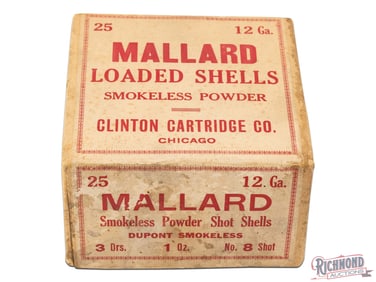 25 12 Ga.
MALLARD
LOADED SHELLS
SMOKELESS POWDER
CLINTON CARTRIDGE CO.
CHICAGO
25 12. Ga.
MALLARD
Smokeless Powder Shot Shells
DUPONT SMOKELESS
3 Drs. 1 Oz. No. 8 Shot
RICHMOND
AUCTIONS